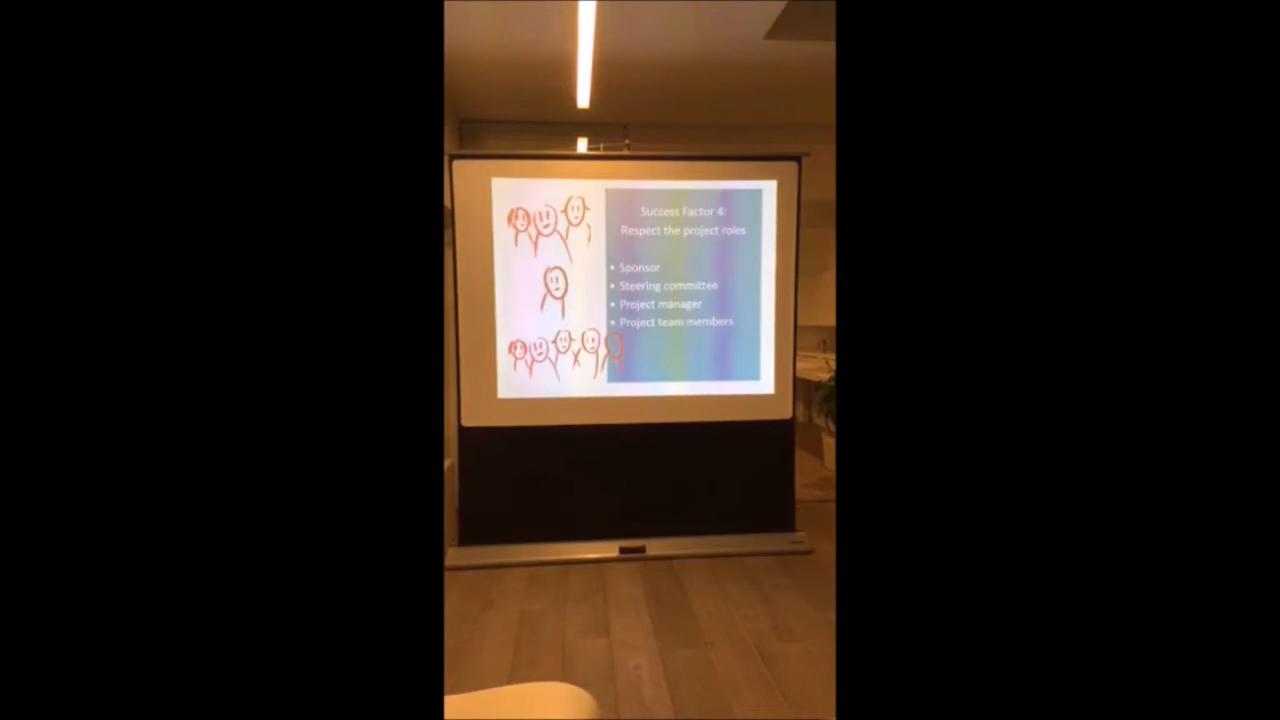 Success Factor 4:
Respect the project roles
• Sponsor
• Steering committee
• Project manager
• Project team members